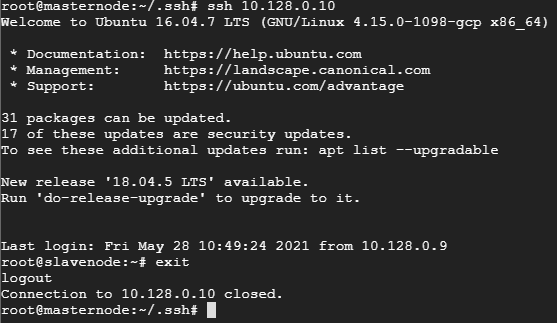 root@masternode:~/.ssh# ssh 10.128.0.10
Welcome to Ubuntu 16.04.7 LTS (GNU/Linux 4.15.0-1098-gcp x86_64)
* Documentation: https://help.ubuntu.com
* Management: https://landscape.canonical.com
* Support: https://ubuntu.com/advantage
31 packages can be updated.
17 of these updates are security updates.
To see these additional updates run: apt list --upgradable
New release '18.04.5 LTS' available.
Run 'do-release-upgrade' to upgrade to it.
Last login: Fri May 28 10:49:24 2021 from 10.128.0.9
root@slavenode:~# exit
logout
Connection to 10.128.0.10 closed.
root@masternode:~/.ssh#